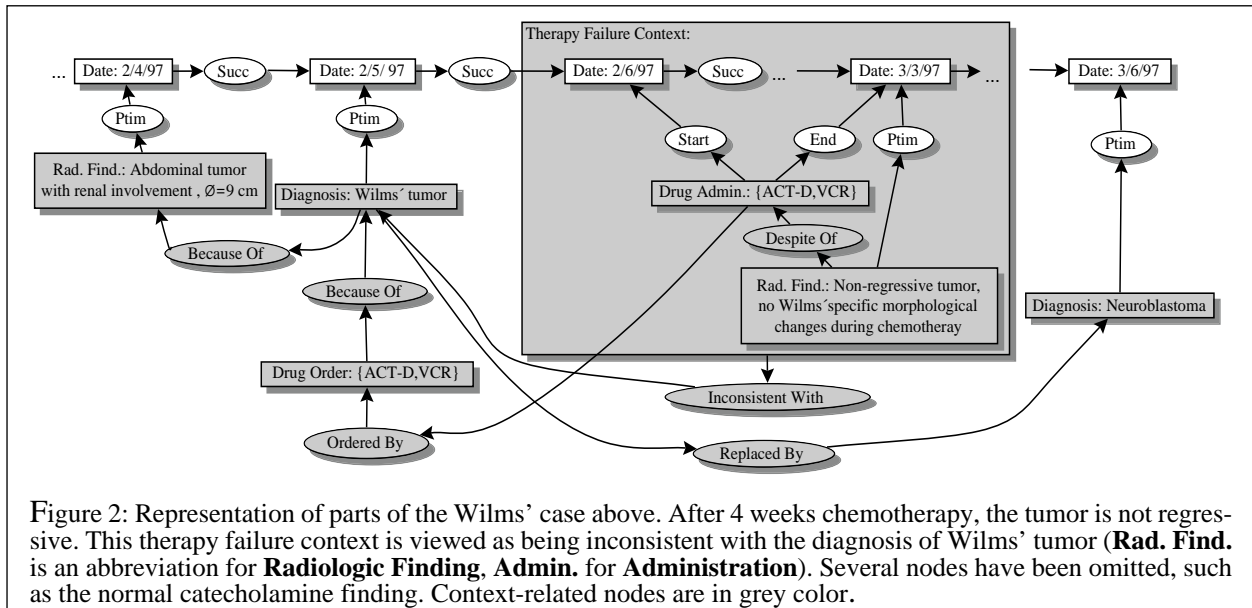 Therapy Failure Context:
... Date: 2/4/97 Succ Date: 2/5/ 97 Succ Date: 2/6/97 Succ ... Date: 3/3/97 ... Date: 3/6/97
Ptim Ptim Start End Ptim Ptim
Rad. Find.: Abdominal tumor
with renal involvement , Ø=9 cm
Diagnosis: Wilms´ tumor
Drug Admin.: {ACT-D,VCR}
Because Of
Despite Of
Because Of
Rad. Find.: Non-regressive tumor,
no Wilms´specific morphological
changes during chemotheray
Diagnosis: Neuroblastoma
Drug Order: {ACT-D,VCR}
Inconsistent With
Ordered By
Replaced By
Figure 2: Representation of parts of the Wilms’ case above. After 4 weeks chemotherapy, the tumor is not regres-
sive. This therapy failure context is viewed as being inconsistent with the diagnosis of Wilms’ tumor (Rad. Find.
is an abbreviation for Radiologic Finding, Admin. for Administration). Several nodes have been omitted, such
as the normal catecholamine finding. Context-related nodes are in grey color.